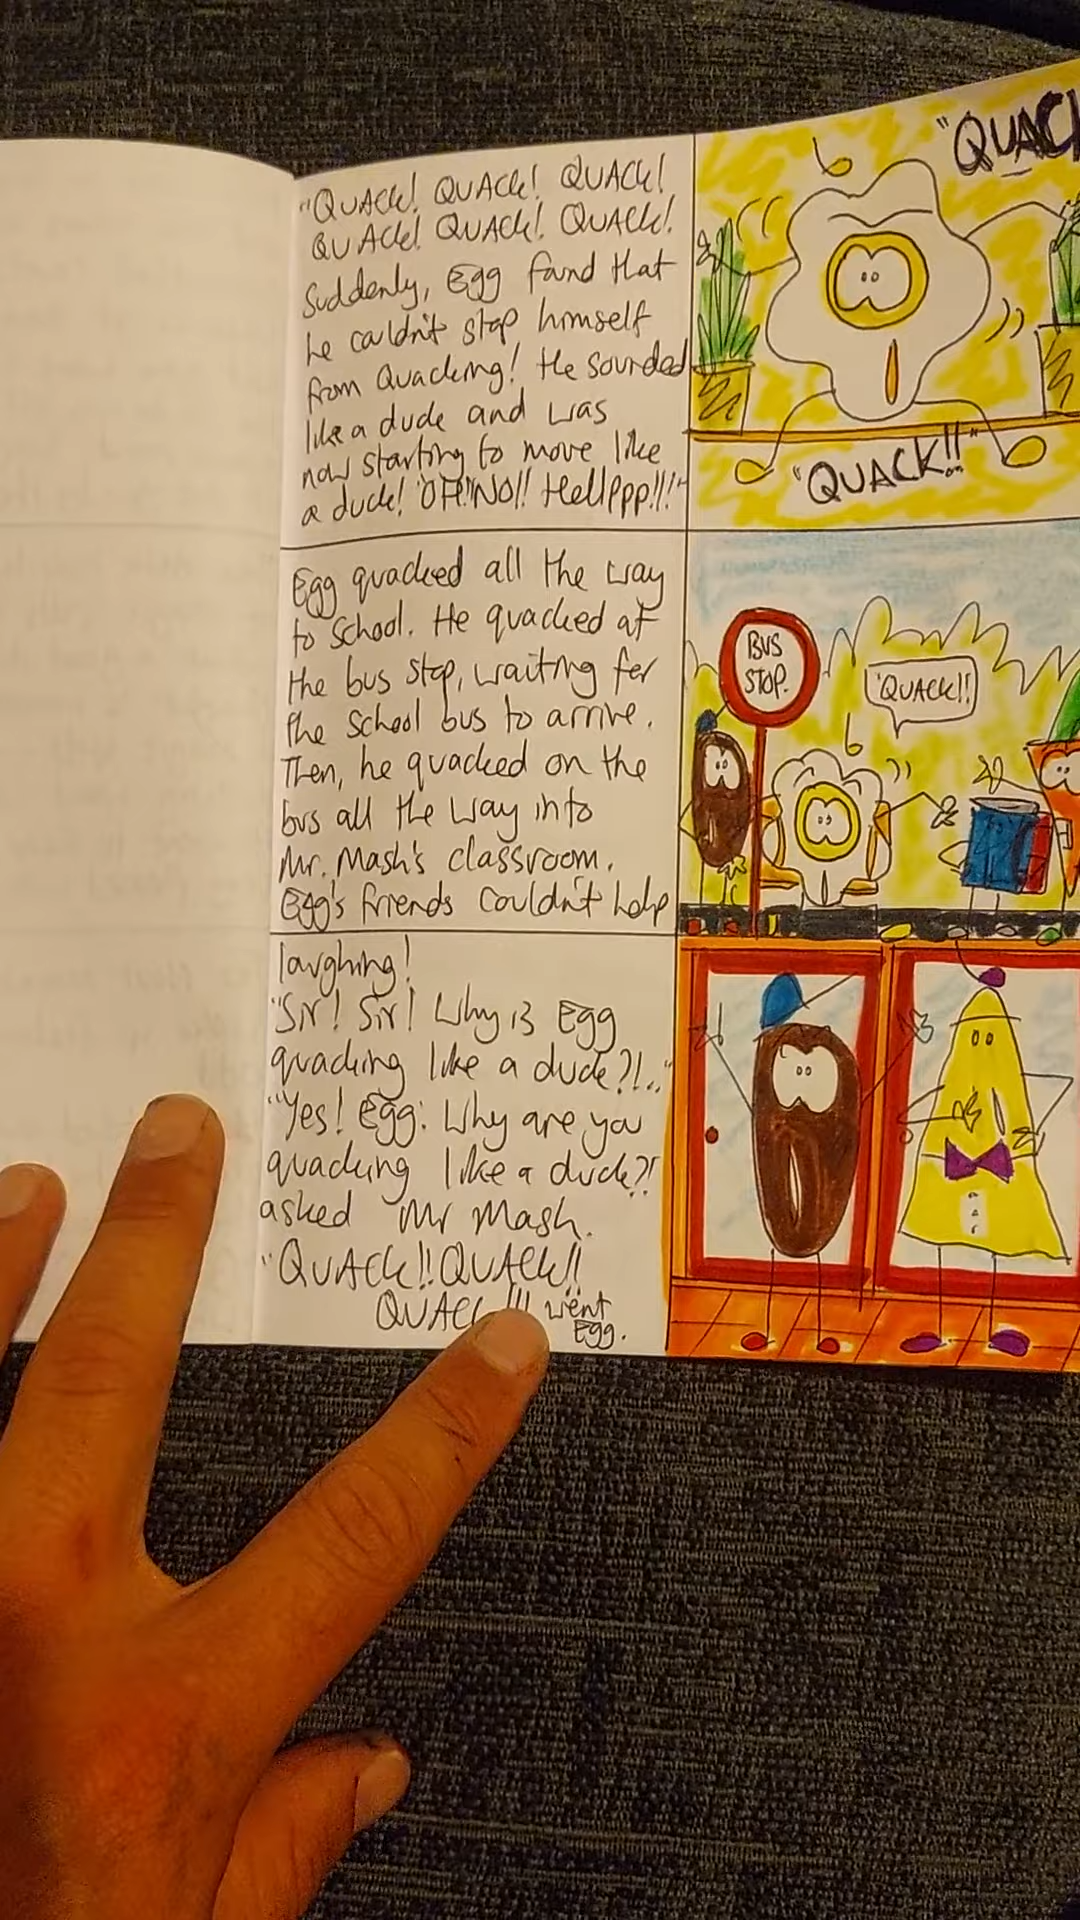 "QUACK! QUACK! QUACK!
QUACK! QUACK! QUACK!
Suddenly, Egg found that
he couldn't stop himself
from Quacking! He sounded
like a duck and was
now starting to move like
a duck! 'OH! NO!! Hellppp!!!"
Egg quacked all the way
to School. He quacked at
the bus stop, waiting for
the School bus to arrive.
Then, he quacked on the
bus all the way into
Mr. Mash's classroom.
Egg's friends couldn't help
laughing!
"Sir! Sir! Why is Egg
quacking like a duck?!.."
"Yes! Egg. Why are you
quacking like a duck?!
asked Mr Mash.
"QUACK!! QUACK!!
QUACK!!! went
Egg.
"QUACK
"QUACK!!"
BUS
STOP.
"QUACK!!